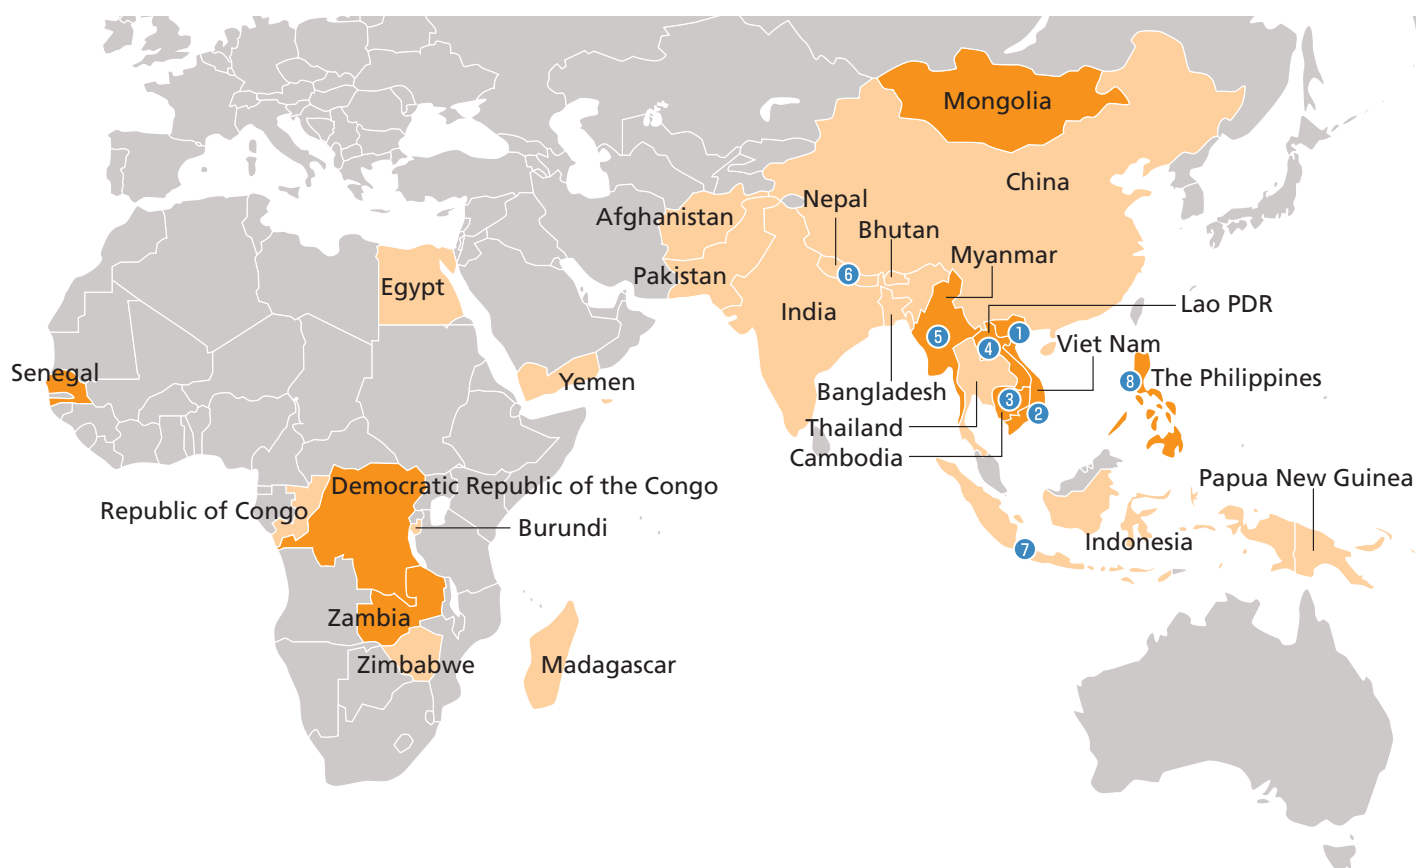 Mongolia
China
Nepal
Afghanistan
Bhutan
Myanmar
Pakistan
6
Egypt
India
Lao PDR
5
4
1
Viet Nam
Senegal
Yemen
Bangladesh
8
The Philippines
3
2
Thailand
Cambodia
Democratic Republic of the Congo
Papua New Guinea
Republic of Congo
Burundi
7
Indonesia
Zambia
Zimbabwe
Madagascar